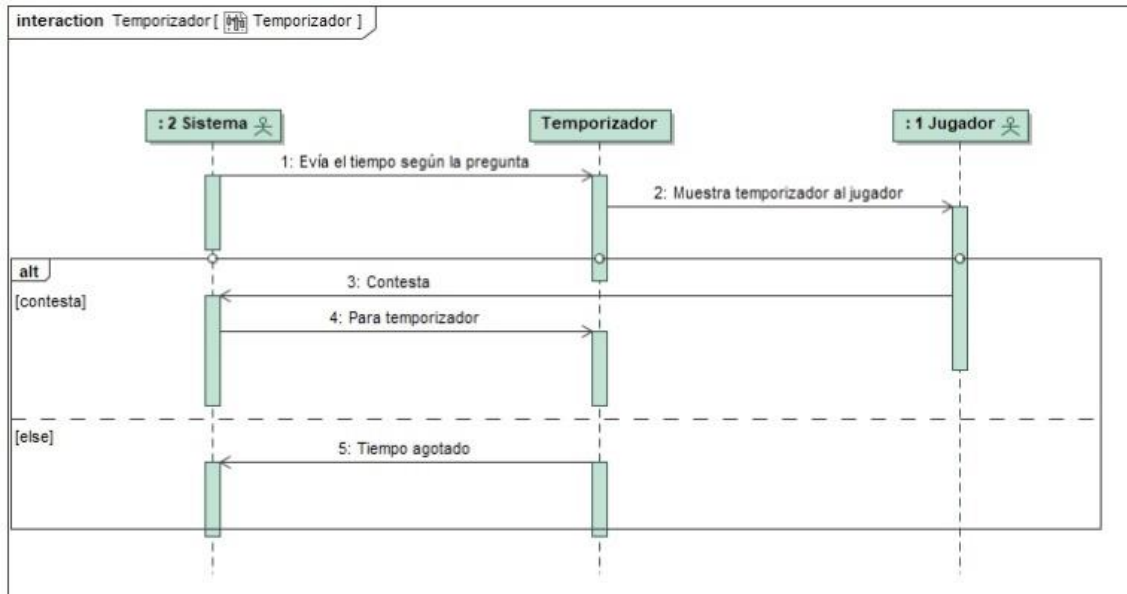 interaction Temporizador[ Temporizador ]
: 2 Sistema
Temporizador
: 1 Jugador
1: Evía el tiempo según la pregunta
2: Muestra temporizador al jugador
alt
[contesta]
3: Contesta
4: Para temporizador
[else]
5: Tiempo agotado